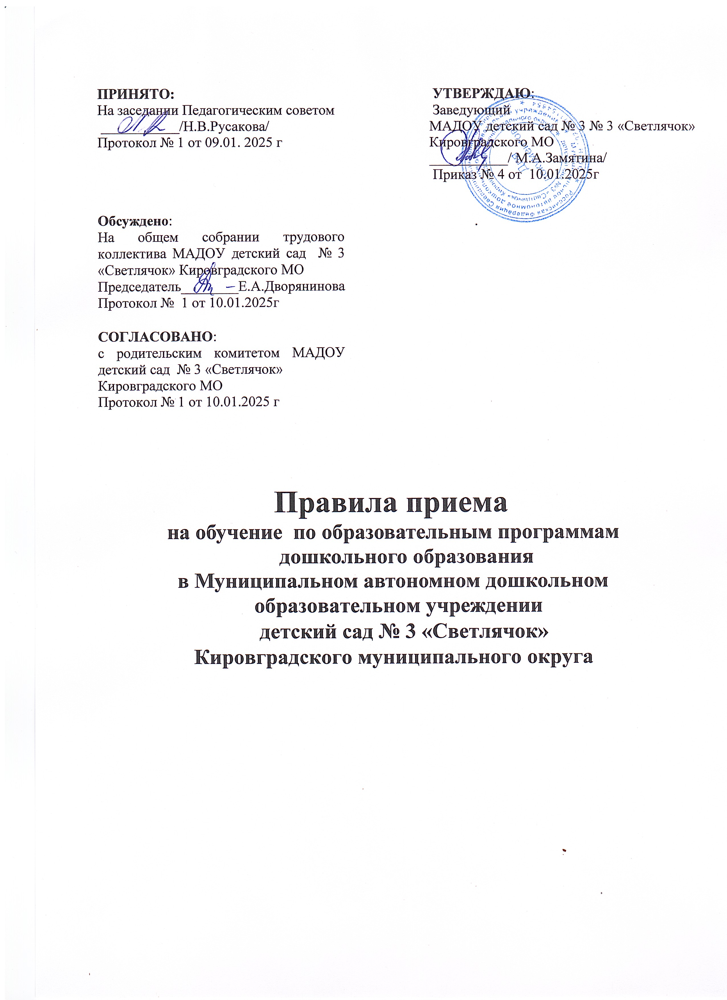 ПРИНЯТО:
На заседании Педагогическим советом
___________/Н.В.Русакова/
Протокол № 1 от 09.01. 2025 г
УТВЕРЖДАЮ:
Заведующий
МАДОУ детский сад № 3 № 3 «Светлячок»
Кировградского МО
___________/ М.А.Замятина/
Приказ № 4 от 10.01.2025г
Для документов
Обсуждено:
На общем собрании трудового
коллектива МАДОУ детский сад № 3
«Светлячок» Кировградского МО
Председатель________Е.А.Дворянинова
Протокол № 1 от 10.01.2025г
СОГЛАСОВАНО:
с родительским комитетом МАДОУ
детский сад № 3 «Светлячок»
Кировградского МО
Протокол № 1 от 10.01.2025 г
Правила приема
на обучение по образовательным программам
дошкольного образования
в Муниципальном автономном дошкольном
образовательном учреждении
детский сад № 3 «Светлячок»
Кировградского муниципального округа